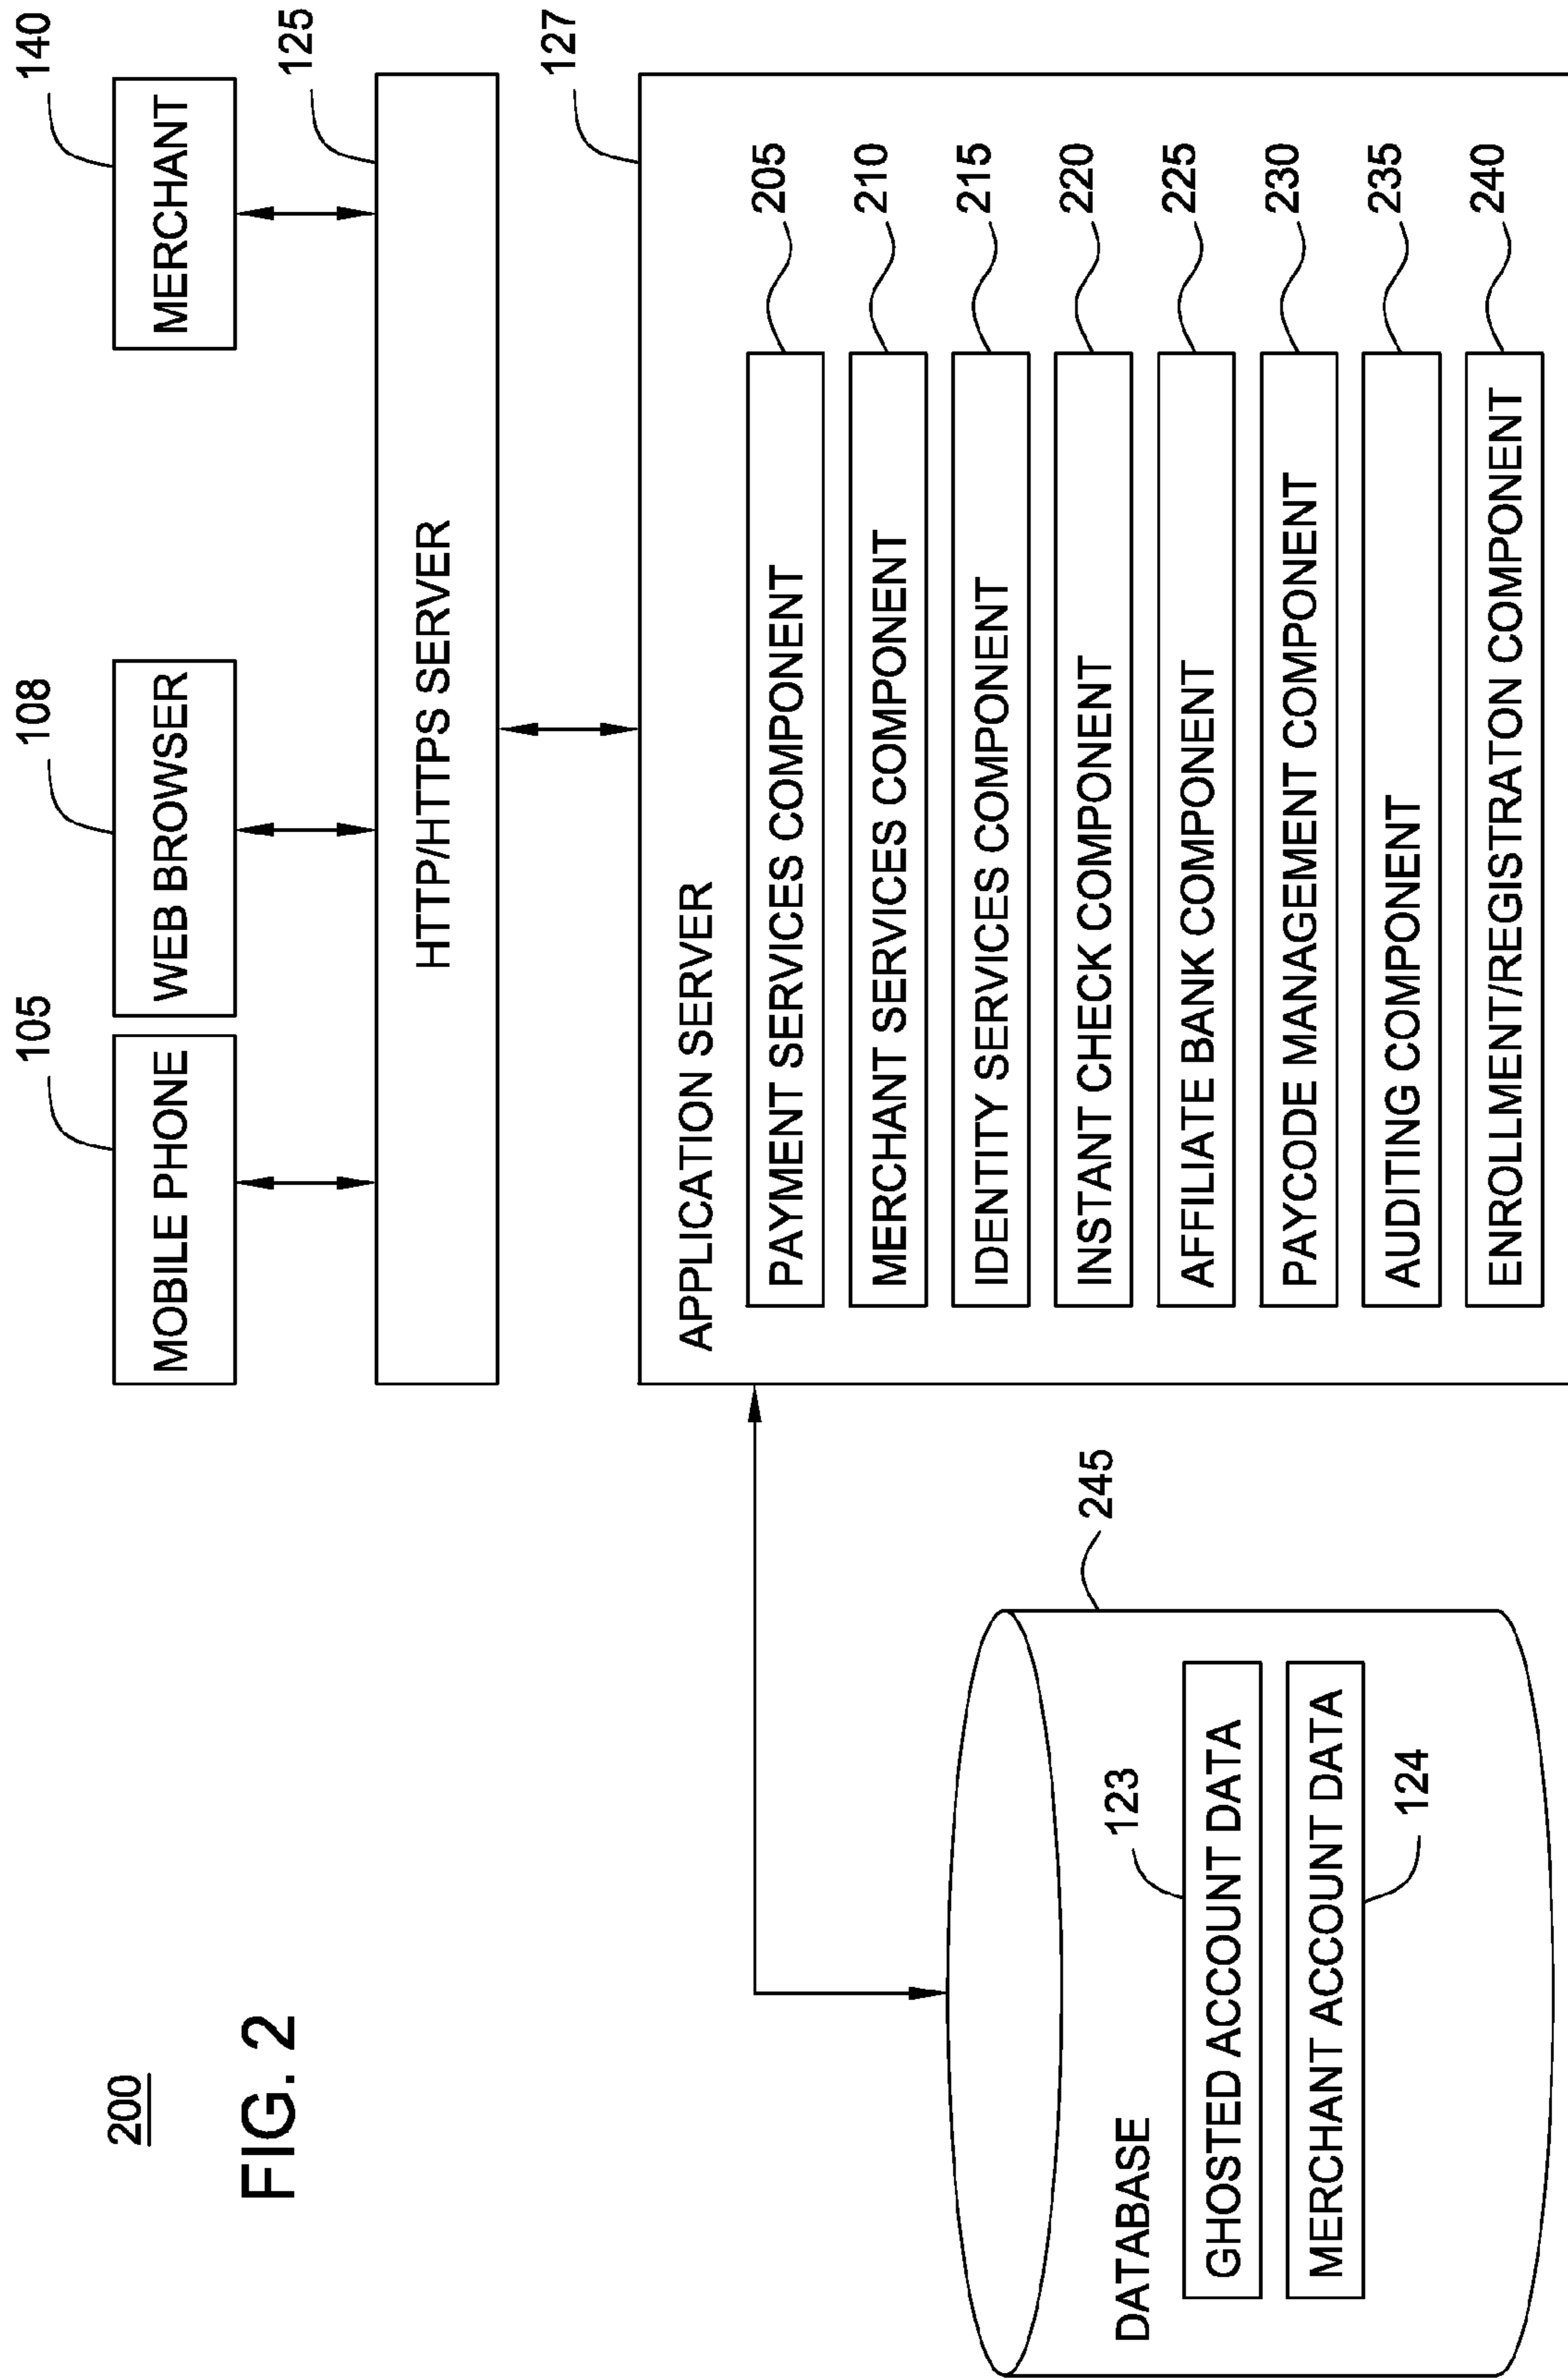 200
FIG. 2
105
108
140
MOBILE PHONE
WEB BROWSER
MERCHANT
125
HTTP/HTTPS SERVER
127
APPLICATION SERVER
PAYMENT SERVICES COMPONENT
205
MERCHANT SERVICES COMPONENT
210
IDENTITY SERVICES COMPONENT
215
INSTANT CHECK COMPONENT
220
AFFILIATE BANK COMPONENT
225
PAYCODE MANAGEMENT COMPONENT
230
AUDITING COMPONENT
235
ENROLLMENT/REGISTRATON COMPONENT
240
245
DATABASE
123
GHOSTED ACCOUNT DATA
MERCHANT ACCOUNT DATA
124